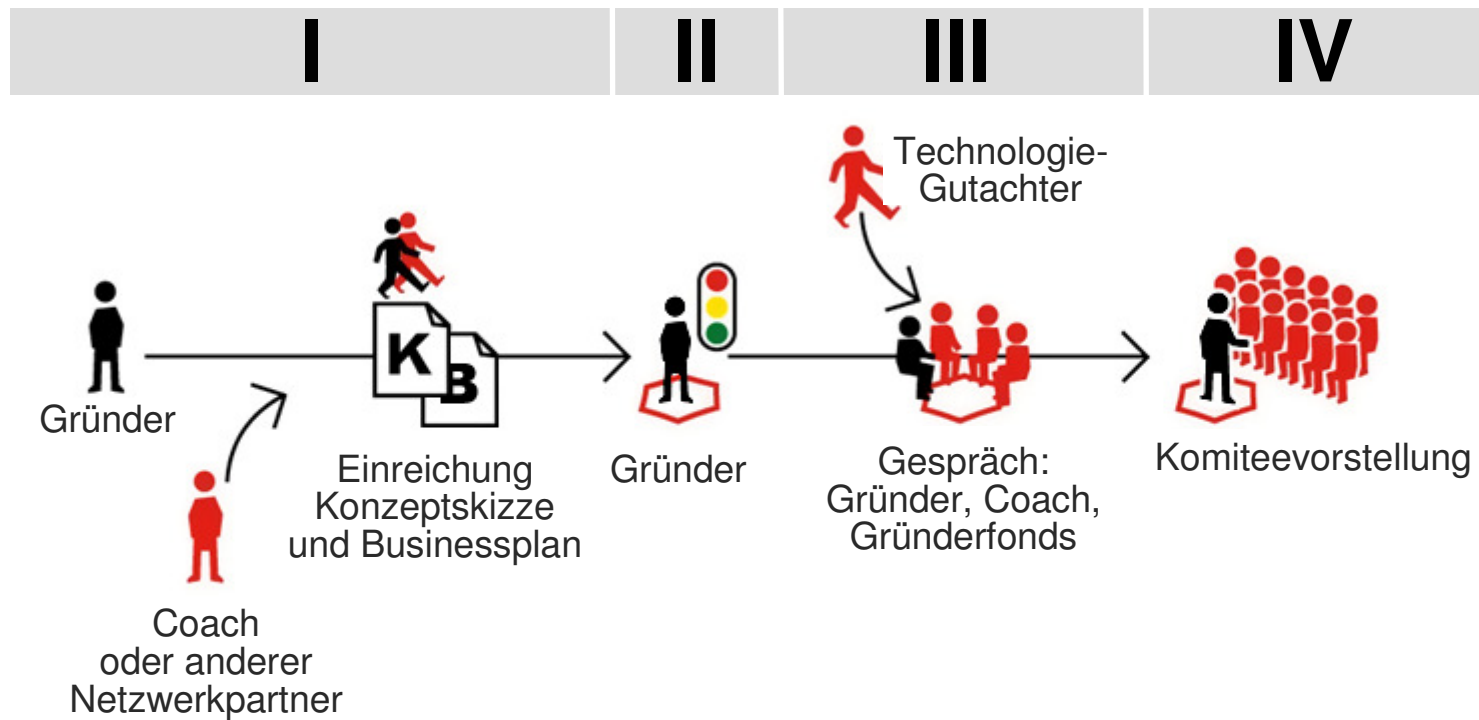 I
II
III
IV
Technologie-
Gutachter
K
B
Gründer
Einreichung
Konzeptskizze
und Businessplan
Coach
oder anderer
Netzwerkpartner
Gründer
Gespräch:
Gründer, Coach,
Gründerfonds
Komiteevorstellung